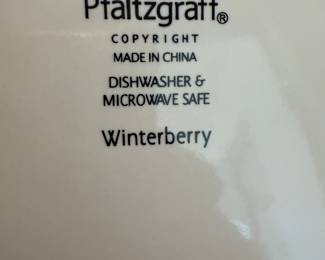 Pfaltzgraff®
COPYRIGHT
MADE IN CHINA
DISHWASHER &
MICROWAVE SAFE
Winterberry